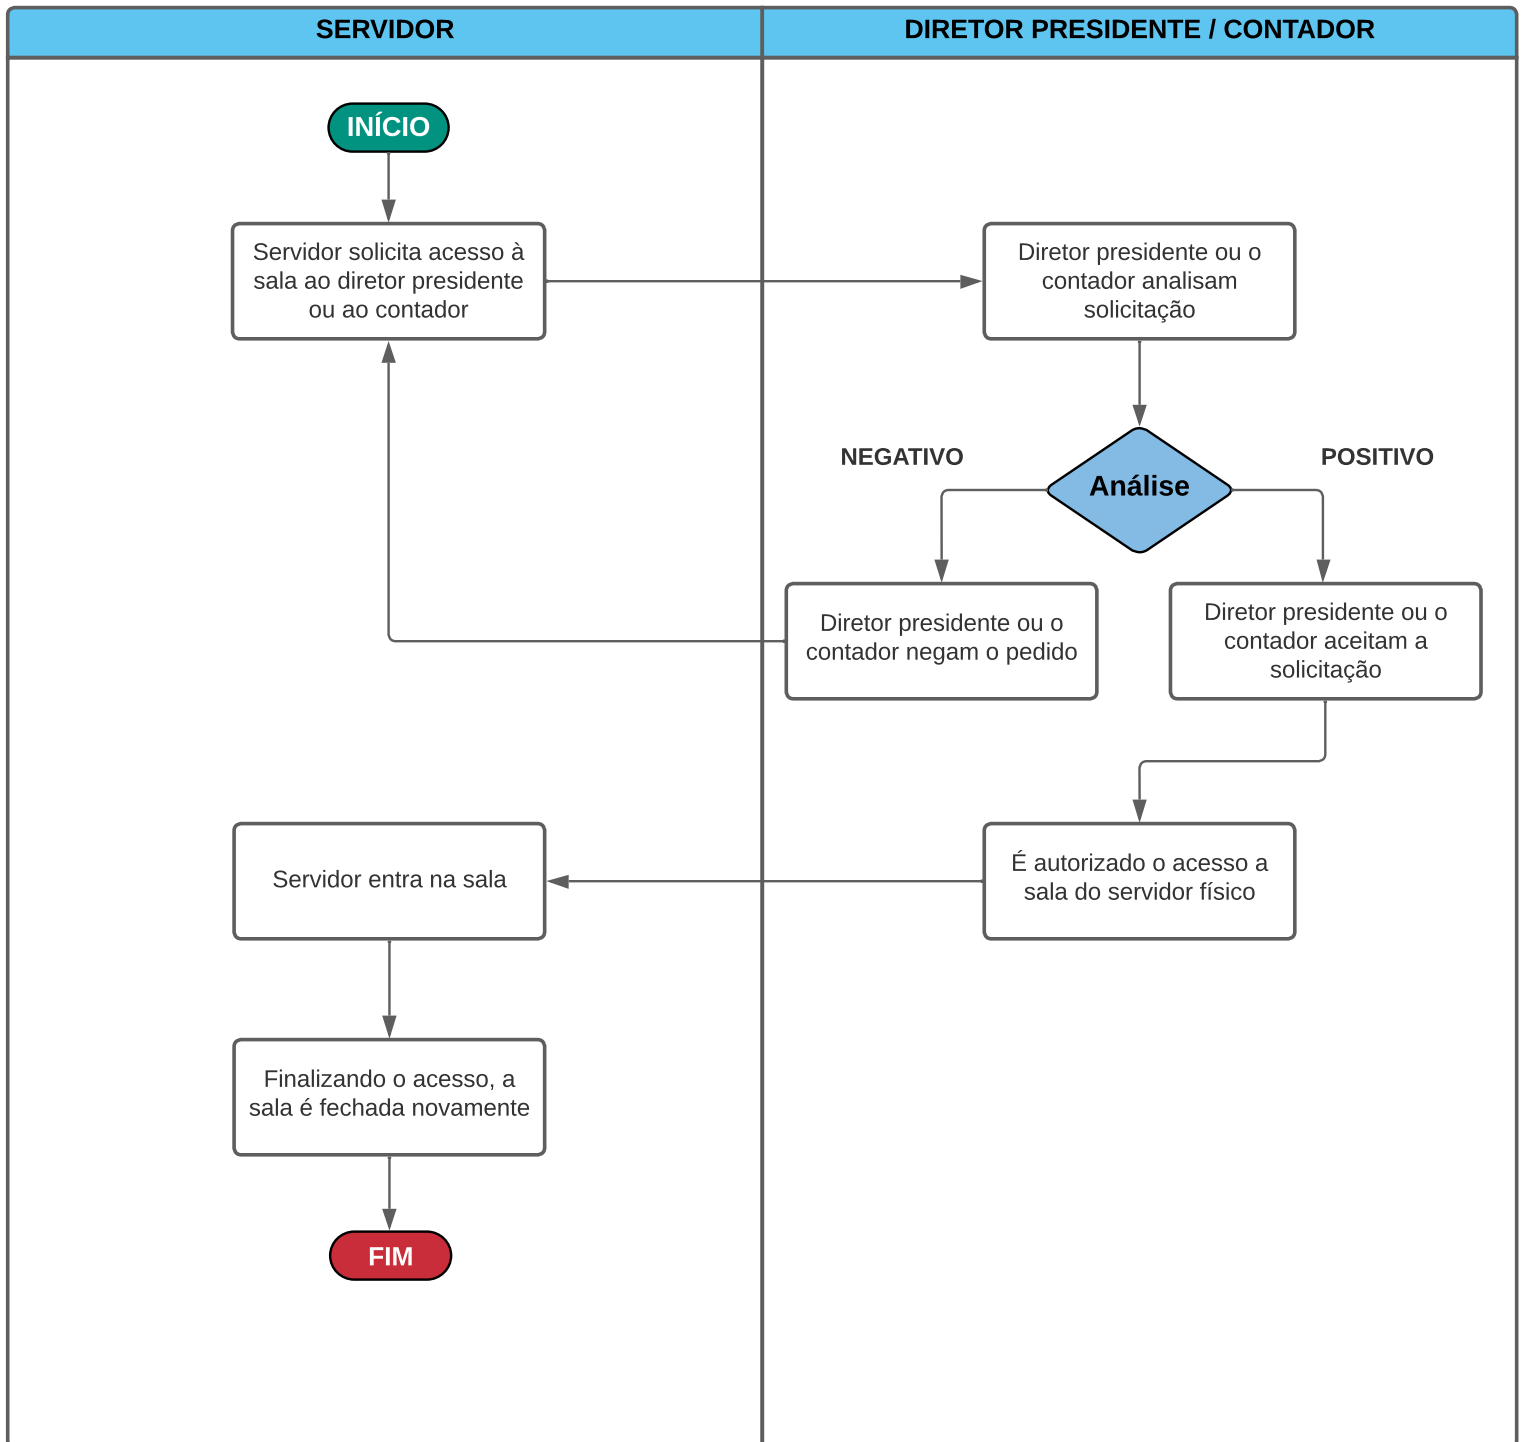 SERVIDOR
DIRETOR PRESIDENTE / CONTADOR
INÍCIO
Servidor solicita acesso à
sala ao diretor presidente
ou ao contador
Diretor presidente ou o
contador analisam
solicitação
NEGATIVO
Análise
POSITIVO
Diretor presidente ou o
contador negam o pedido
Diretor presidente ou o
contador aceitam a
solicitação
É autorizado o acesso a
sala do servidor físico
Servidor entra na sala
Finalizando o acesso, a
sala é fechada novamente
FIM